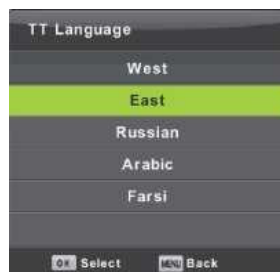 TT Language
West
East
Russian
Arabic
Farsi
OK Select MENU Back